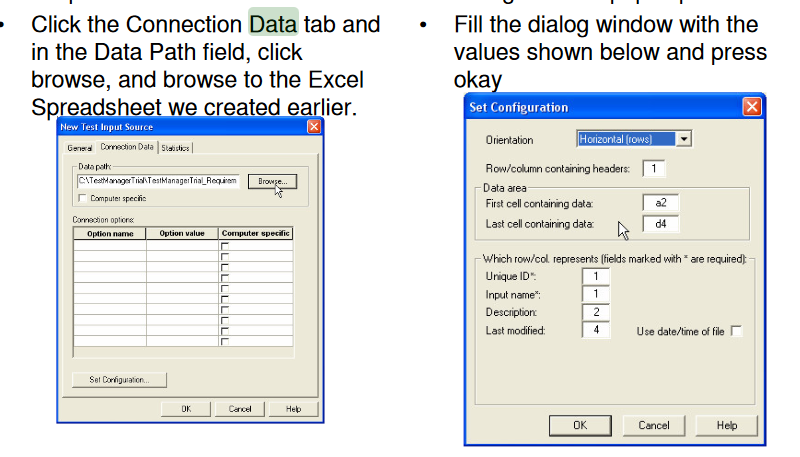 • Click the Connection Data tab and
in the Data Path field, click
browse, and browse to the Excel
Spreadsheet we created earlier.
New Test Input Source
General Connection Data Statistics
Data path:
C:\TestManagerTrial\TestManagerTrial_Requirem Browse...
Computer specific
Connection options:
Option name Option value Computer specific
Set Configuration...
OK Cancel Help
• Fill the dialog window with the
values shown below and press
okay
Set Configuration
Orientation Horizontal (rows)
Row/column containing headers: 1
Data area
First cell containing data: a2
Last cell containing data: d4
Which row/col. represents (fields marked with * are required):
Unique ID*: 1
Input name*: 1
Description: 2
Last modified: 4 Use date/time of file
OK Cancel Help